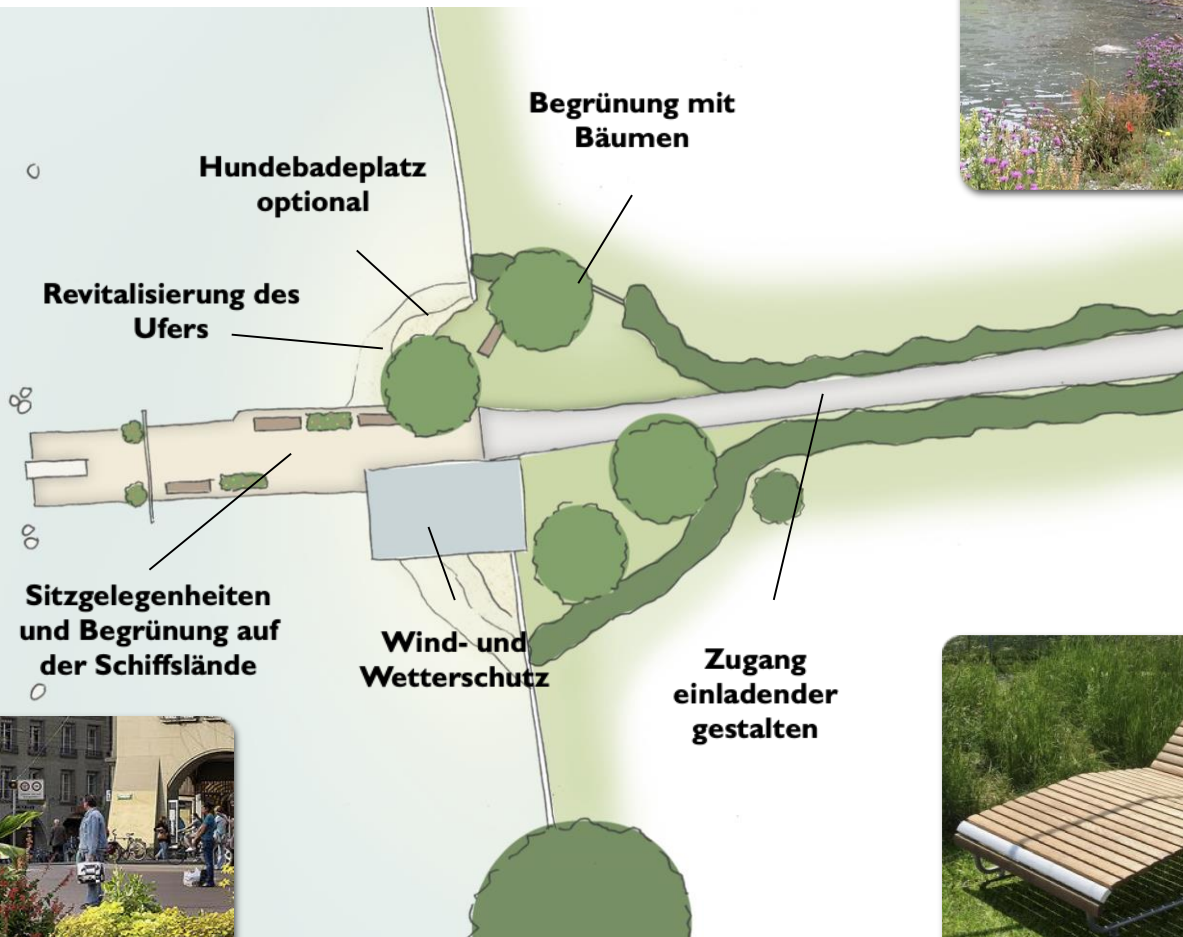 Begrünung mit
Bäumen
Hundebadeplatz
optional
Revitalisierung des
Ufers
Sitzgelegenheiten
und Begrünung auf
der Schiffslände
Wind- und
Wetterschutz
Zugang
einladender
gestalten